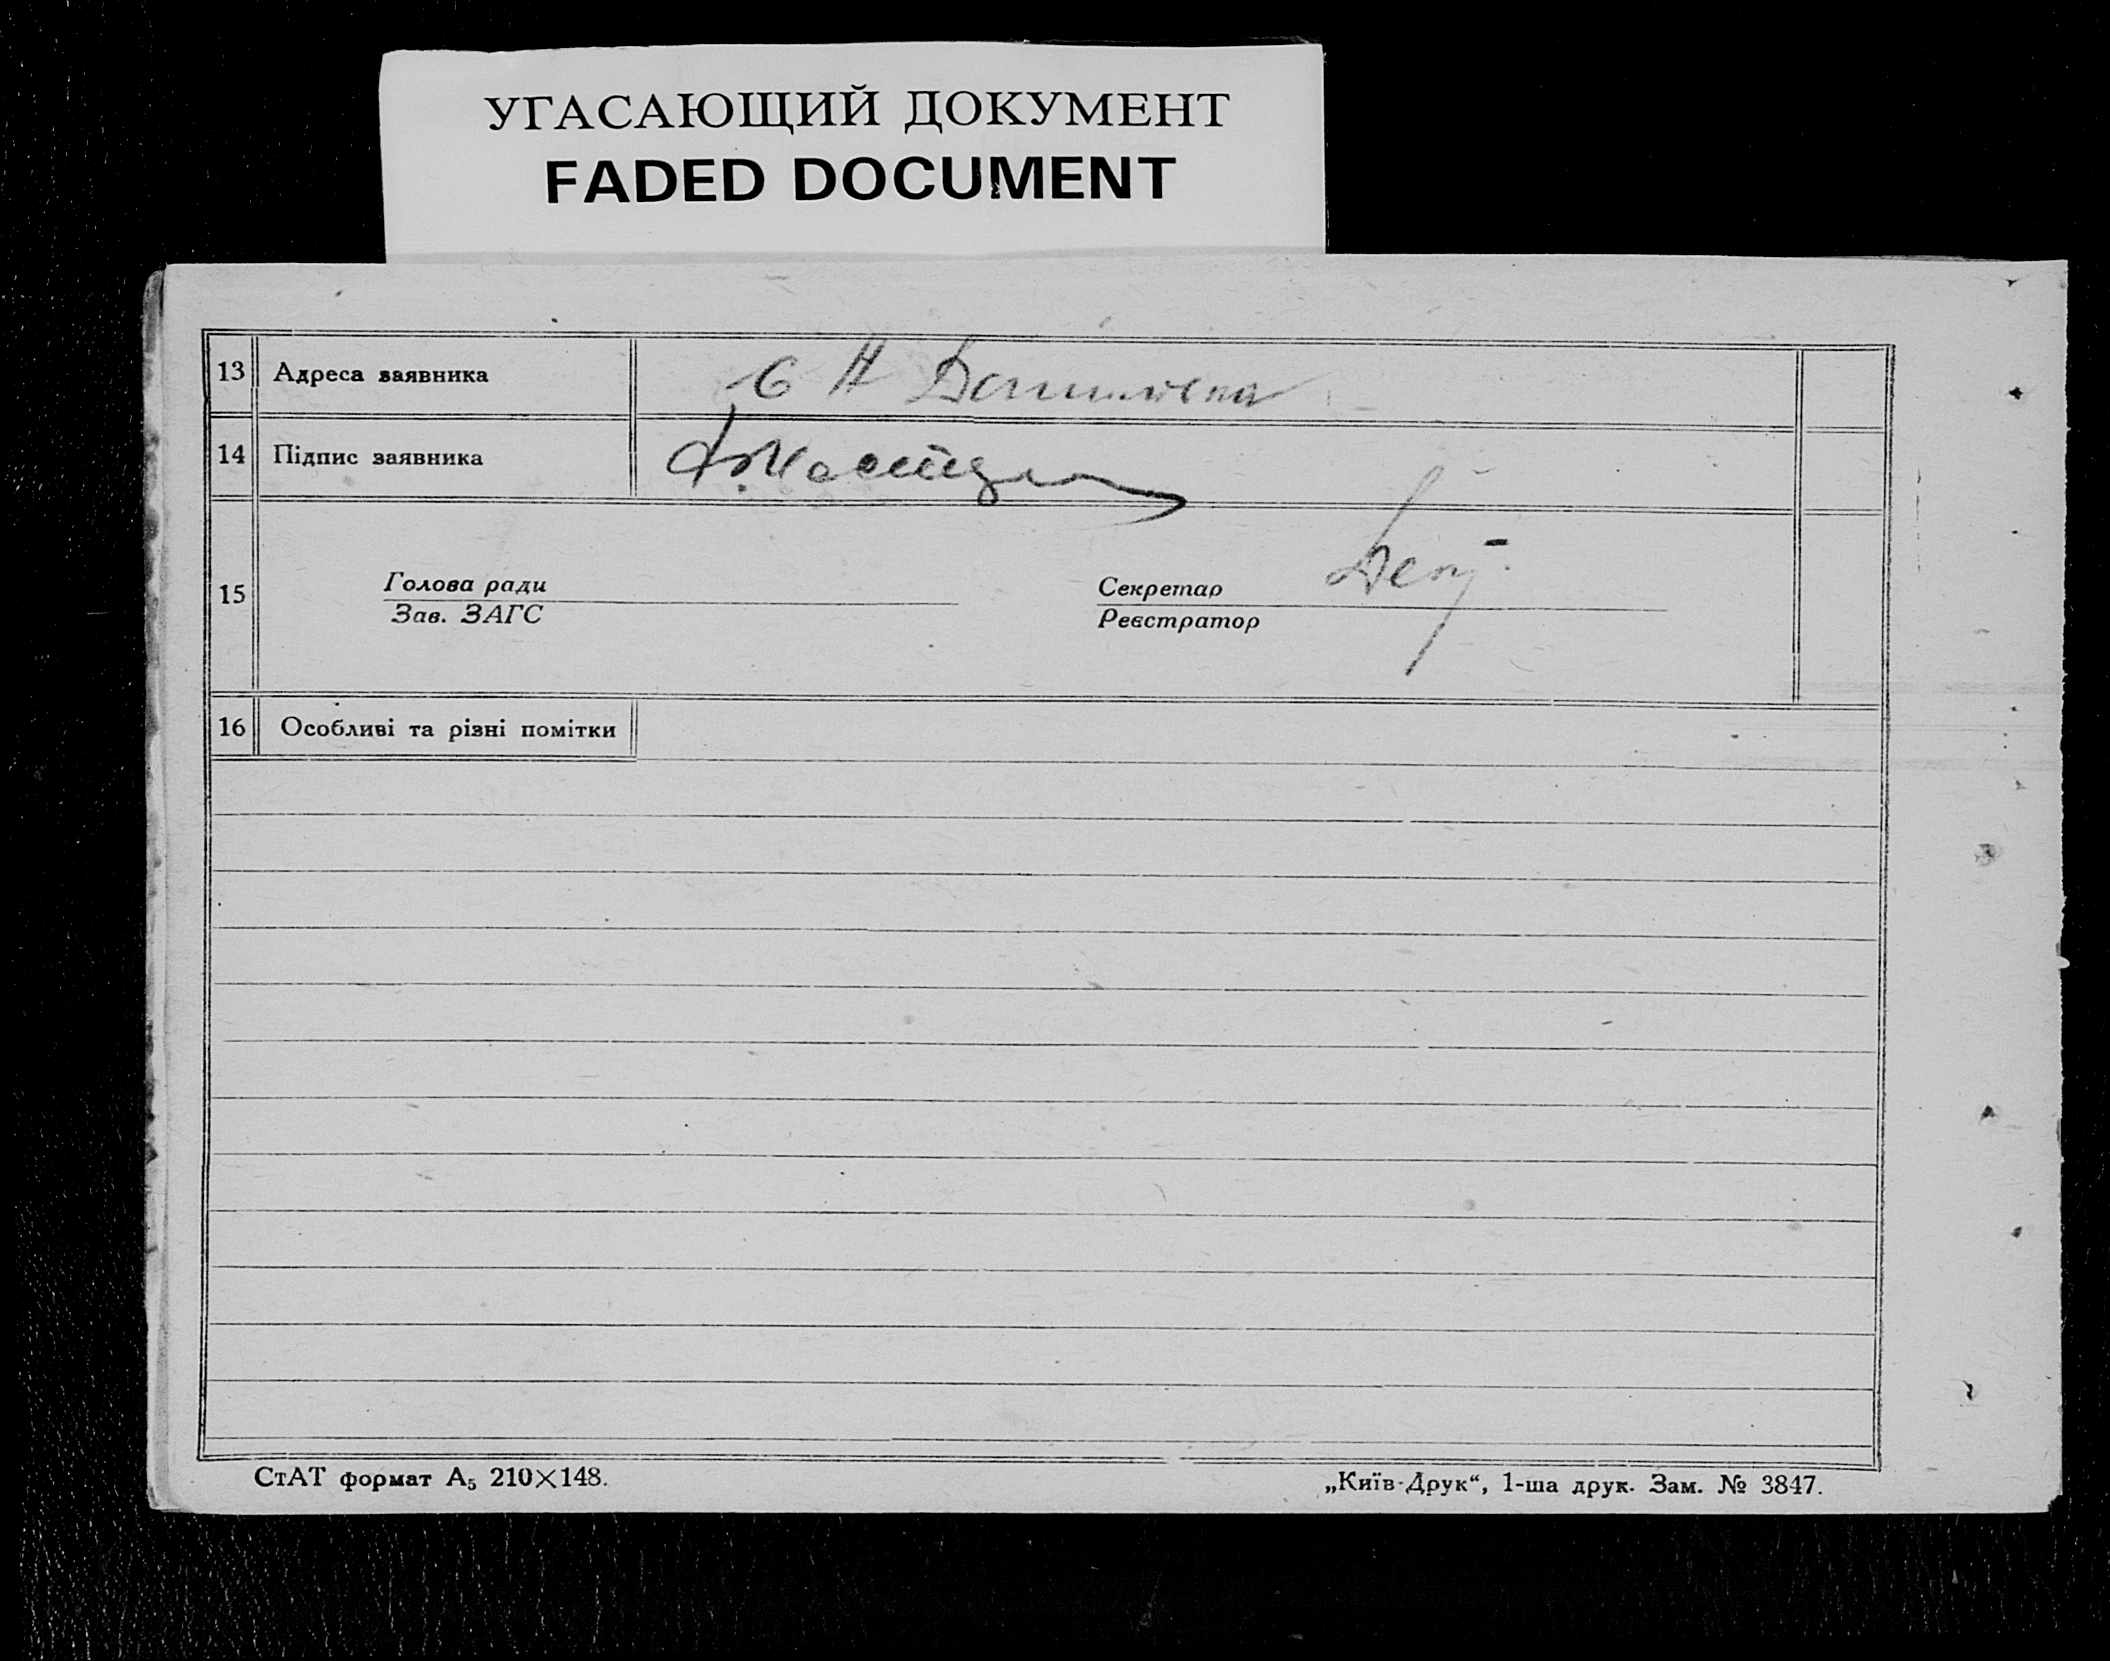 УГАСАЮЩИЙ ДОКУМЕНТ
FADED DOCUMENT
13 Адреса заявника с Н
14 Підпис заявника
15
Голова ради
Зав. ЗАГС
Секретар
Реєстратор
16 Особливі та різні помітки
СтАТ формат А₅ 210×148.
„Київ-Друк“, 1-ша друк. Зам. № 3847.